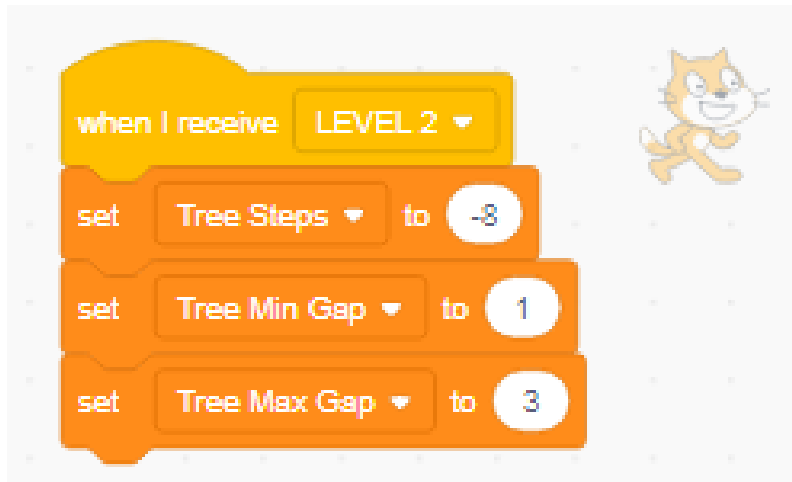 when I receive LEVEL 2
set Tree Steps to -8
set Tree Min Gap to 1
set Tree Max Gap to 3